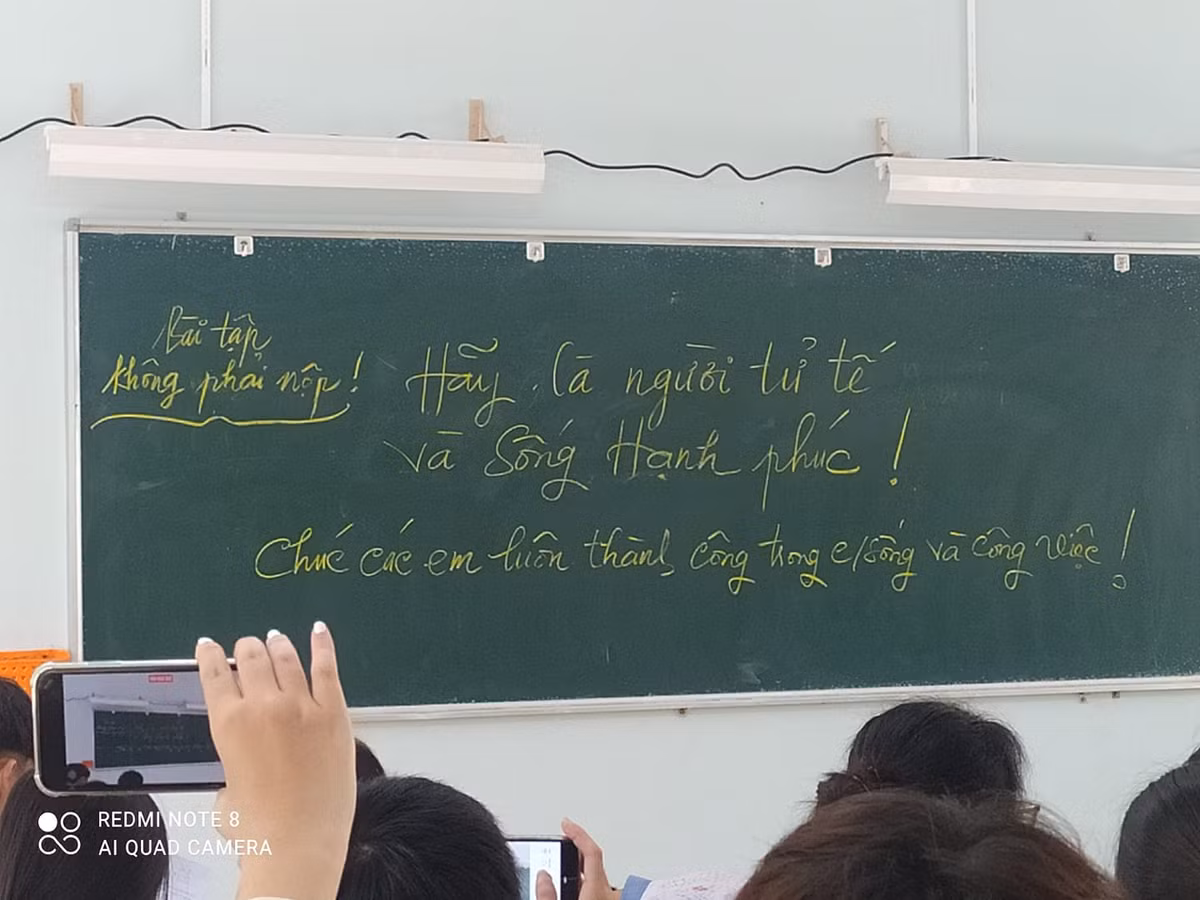 Bài tập
không phải nộp!
Hãy là người tử tế
và Sống Hạnh phúc!
Chúc các em luôn thành công trong c/sống và công việc!
REDMI NOTE 8
AI QUAD CAMERA